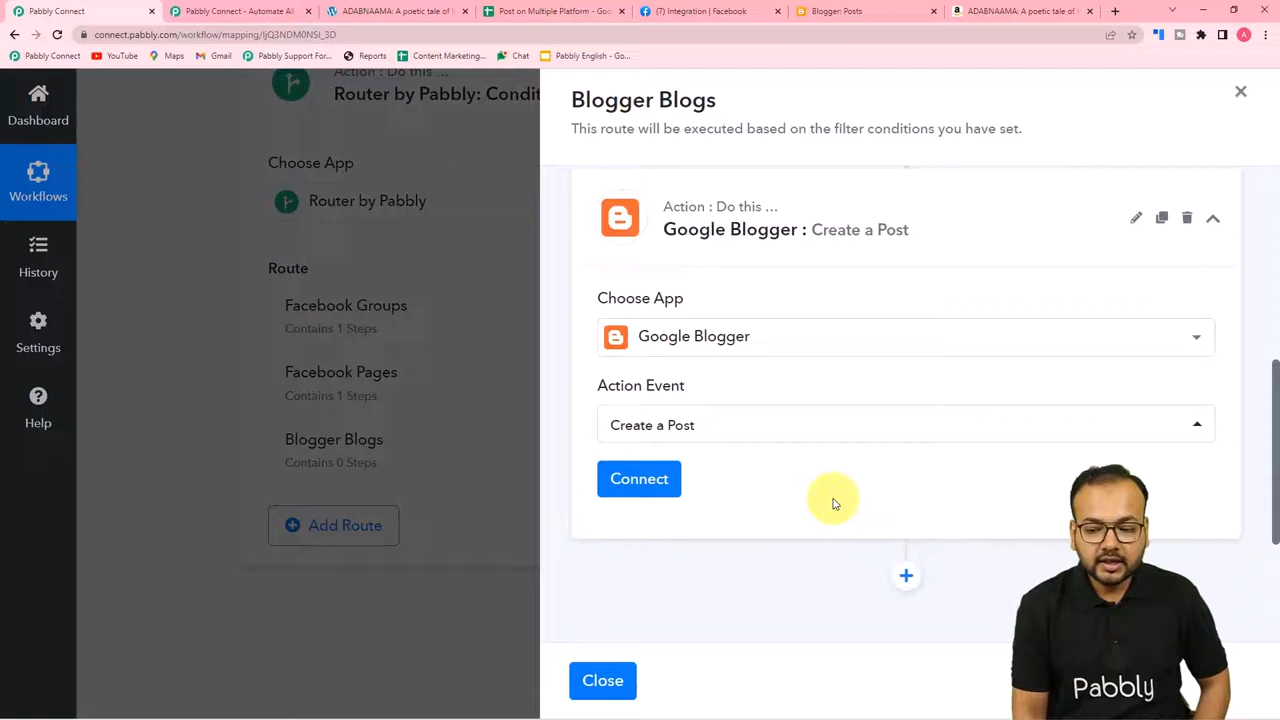 Pabbly Connect
Pabbly Connect - Automate All
ADABNAAMA: A poetic tale of l
Post on Multiple Platform - Goo
(7) Integration | Facebook
Blogger: Posts
ADABNAAMA: A poetic tale of l
connect.pabbly.com/workflow/mapping/IjQ3NDM0NSI_3D
A
Pabbly Connect
YouTube
Maps
Gmail
Pabbly Support For...
Reports
Content Marketing...
Chat
Pabbly English - Go...
Dashboard
Workflows
History
Settings
Help
Action : Do this ...
Router by Pabbly: Condit
Choose App
Router by Pabbly
Route
Facebook Groups
Contains 1 Steps
Facebook Pages
Contains 1 Steps
Blogger Blogs
Contains 0 Steps
Add Route
Blogger Blogs
This route will be executed based on the filter conditions you have set.
Action : Do this ...
Google Blogger : Create a Post
Choose App
Google Blogger
Action Event
Create a Post
Connect
Close
Pabbly